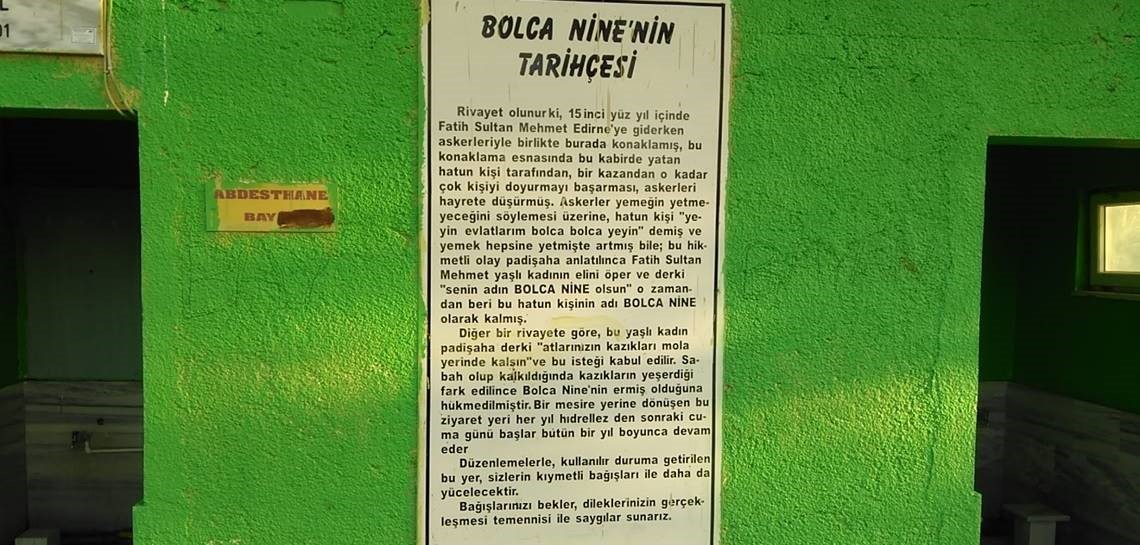 L
01
BOLCA NİNE'NİN
TARİHÇESİ
Rivayet olunurki, 15 inci yüz yıl içinde
Fatih Sultan Mehmet Edirne'ye giderken
askerleriyle birlikte burada konaklamış, bu
konaklama esnasında bu kabirde yatan
hatun kişi tarafından, bir kazandan o kadar
çok kişiyi doyurmayı başarması, askerleri
hayrete düşürmüş. Askerler yemeğin yetme-
yeceğini söylemesi üzerine, hatun kişi "ye-
yin evlatlarım bolca bolca yeyin" demiş ve
yemek hepsine yetmişte artmış bile; bu hik-
metli olay padişaha anlatılınca Fatih Sultan
Mehmet yaşlı kadının elini öper ve derki
"senin adın BOLCA NİNE olsun" o zaman-
dan beri bu hatun kişinin adı BOLCA NİNE
olarak kalmış.
Diğer bir rivayete göre, bu yaşlı kadın
padişaha derki "atlarınızın kazıkları mola
yerinde kalsın"ve bu isteği kabul edilir. Sa-
bah olup kalkıldığında kazıkların yeşerdiği
fark edilince Bolca Nine'nin ermiş olduğuna
hükmedilmiştir. Bir mesire yerine dönüşen bu
ziyaret yeri her yıl hıdrellez den sonraki cu-
ma günü başlar bütün bir yıl boyunca devam
eder
Düzenlemelerle, kullanılır duruma getirilen
bu yer, sizlerin kıymetli bağışları ile daha da
yücelecektir.
Bağışlarınızı bekler, dileklerinizin gerçek-
leşmesi temennisi ile saygılar sunarız.
ABDESTHANE
BAY